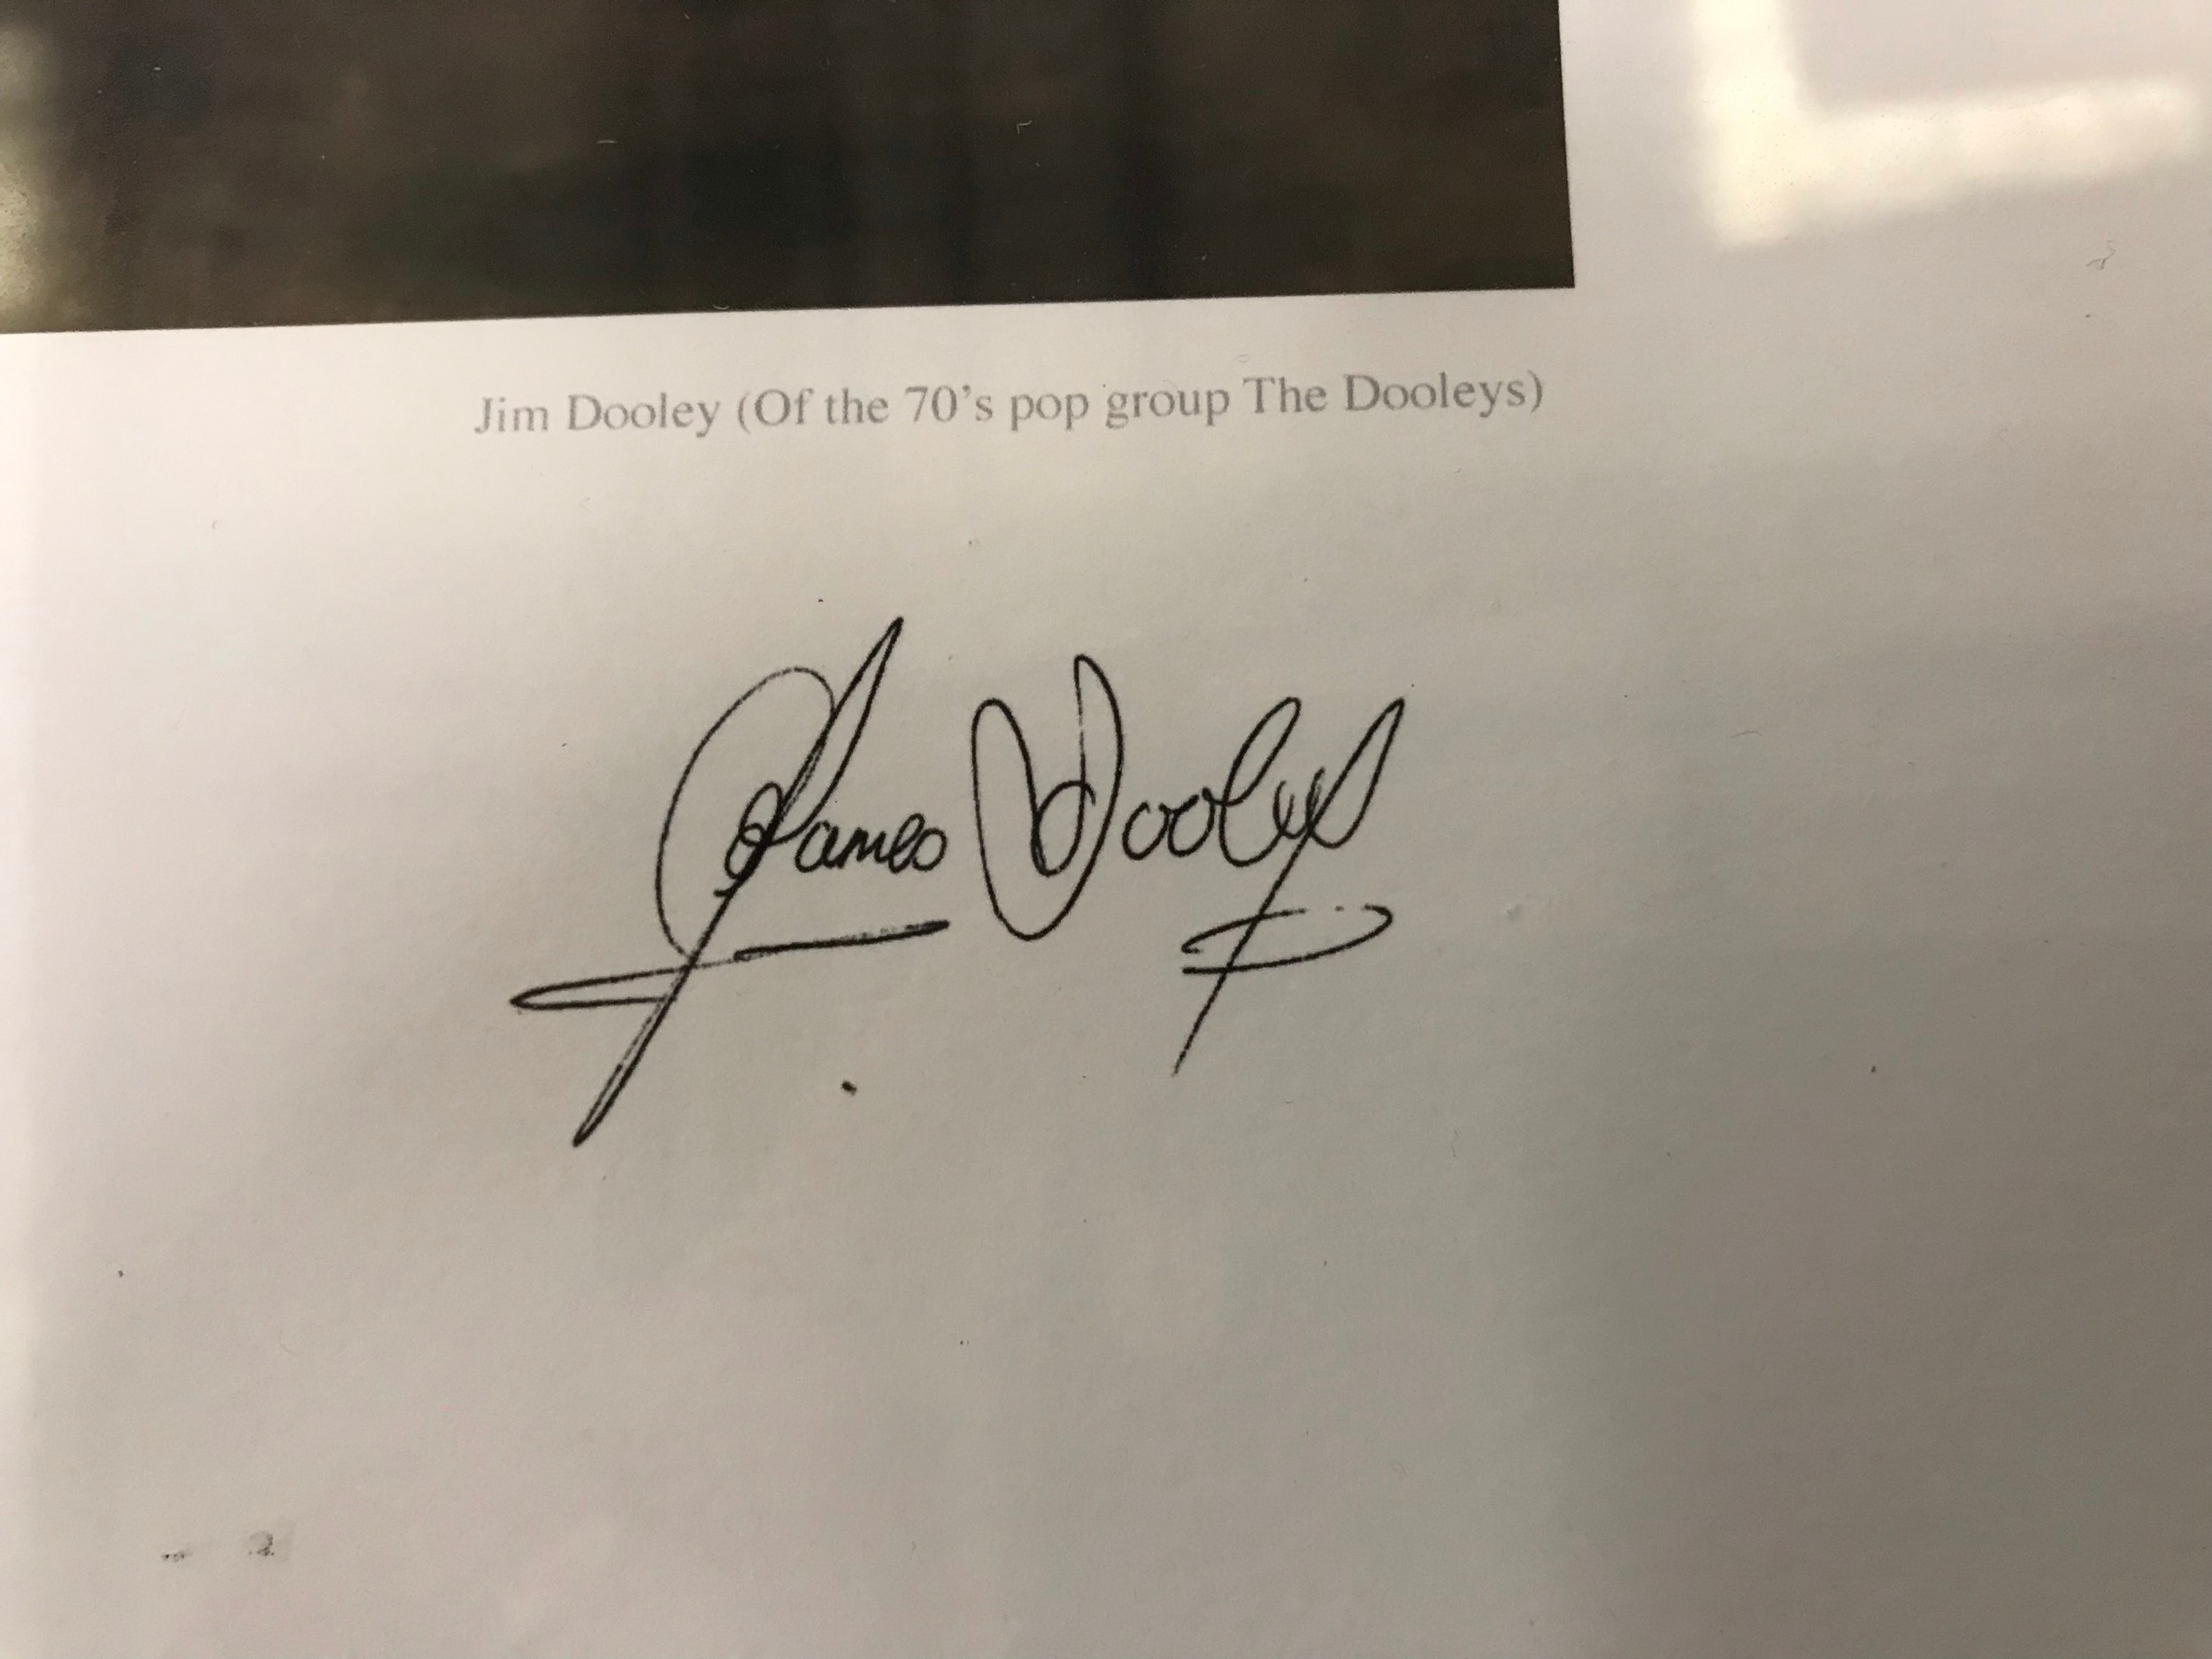 Jim Dooley (Of the 70's pop group The Dooleys)
James Dooley